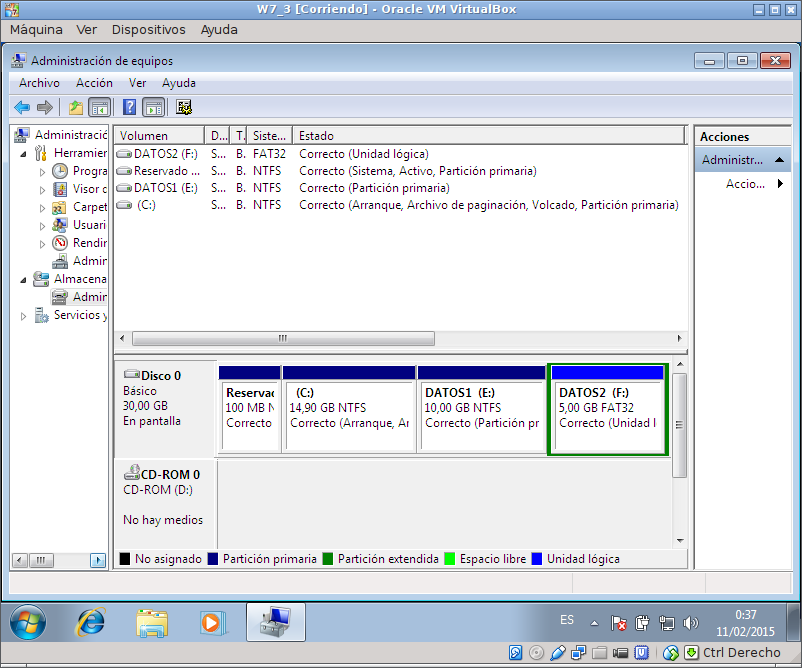 W7_3 [Corriendo] - Oracle VM VirtualBox
Máquina Ver Dispositivos Ayuda
Administración de equipos
Archivo Acción Ver Ayuda
Administració
Herramier
Progra
Visor c
Carpet
Usuari
Rendir
Admin
Almacena
Admin
Servicios y
Volumen D... T. Siste... Estado
DATOS2 (F:) S... B. FAT32 Correcto (Unidad lógica)
Reservado ... S... B. NTFS Correcto (Sistema, Activo, Partición primaria)
DATOS1 (E:) S... B. NTFS Correcto (Partición primaria)
(C:) S... B. NTFS Correcto (Arranque, Archivo de paginación, Volcado, Partición primaria)
Acciones
Administr...
Accio...
Disco 0
Básico
30,00 GB
En pantalla
Reservac
100 MB N
Correcto
(C:)
14,90 GB NTFS
Correcto (Arranque, Ar
DATOS1 (E:)
10,00 GB NTFS
Correcto (Partición pr
DATOS2 (F:)
5,00 GB FAT32
Correcto (Unidad l
CD-ROM 0
CD-ROM (D:)
No hay medios
No asignado Partición primaria Partición extendida Espacio libre Unidad lógica
ES
0:37
11/02/2015
Ctrl Derecho